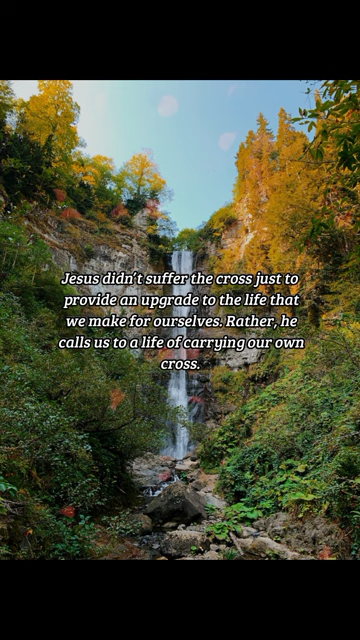 Jesus didn't suffer the cross just to
provide an upgrade to the life that
we make for ourselves. Rather, he
calls us to a life of carrying our own
cross.